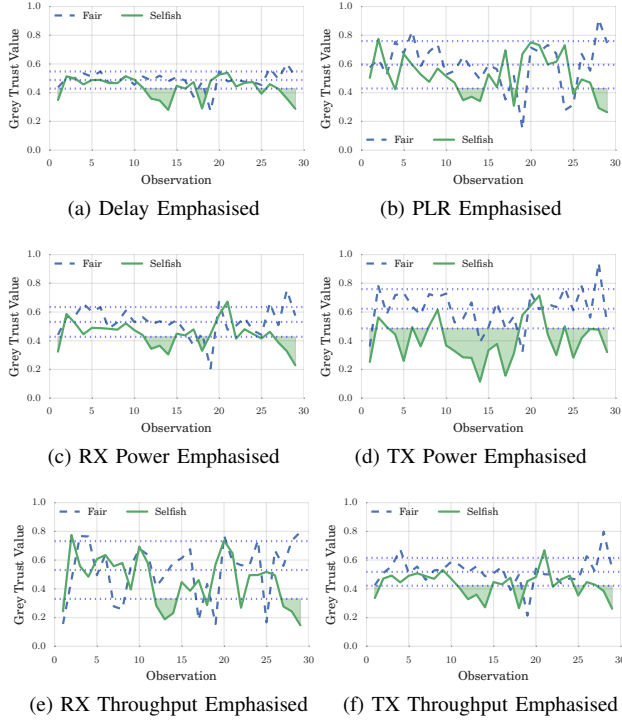 1.0
0.8
0.6
0.4
0.2
0.0
Grey Trust Value
Fair Selfish
0 5 10 15 20 25 30
Observation
(a) Delay Emphasised
1.0
0.8
0.6
0.4
0.2
0.0
Grey Trust Value
Fair Selfish
0 5 10 15 20 25 30
Observation
(b) PLR Emphasised
1.0
0.8
0.6
0.4
0.2
0.0
Grey Trust Value
Fair Selfish
0 5 10 15 20 25 30
Observation
(c) RX Power Emphasised
1.0
0.8
0.6
0.4
0.2
0.0
Grey Trust Value
Fair Selfish
0 5 10 15 20 25 30
Observation
(d) TX Power Emphasised
1.0
0.8
0.6
0.4
0.2
0.0
Grey Trust Value
Fair Selfish
0 5 10 15 20 25 30
Observation
(e) RX Throughput Emphasised
1.0
0.8
0.6
0.4
0.2
0.0
Grey Trust Value
Fair Selfish
0 5 10 15 20 25 30
Observation
(f) TX Throughput Emphasised